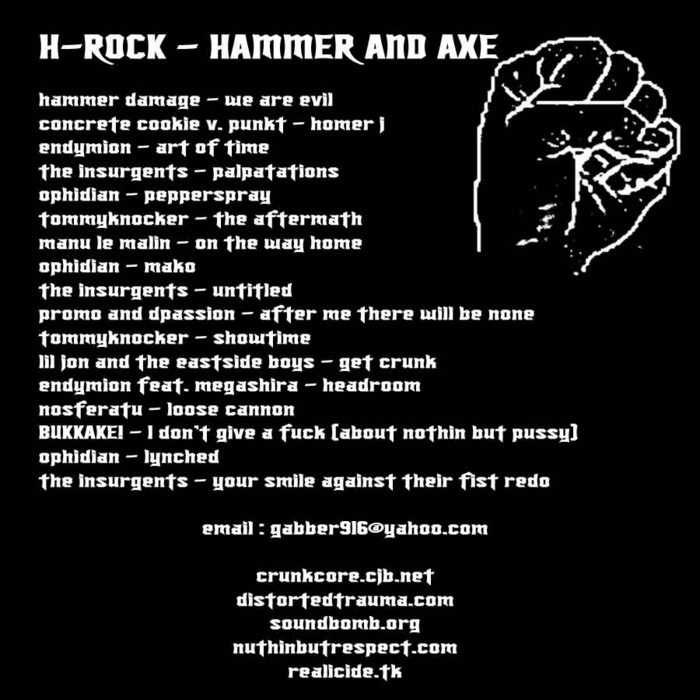 H-ROCK - HAMMER AND AXE
hammer damage - we are evil
concrete cookie v. punkt - homer j
endymion - art of time
the insurgents - palpatations
ophidian - pepperspray
tommyknocker - the aftermath
manu le malin - on the way home
ophidian - mako
the insurgents - untitled
promo and dpassion - after me there will be none
tommyknocker - showtime
lil jon and the eastside boys - get crunk
endymion feat. megashira - headroom
nosferatu - loose cannon
BUKKAKE! - I don't give a fuck [about nothin but pussy]
ophidian - lynched
the insurgents - your smile against their fist redo
email : gabber916@yahoo.com
crunkcore.cjb.net
distortedtrauma.com
soundbomb.org
nuthinbutrespect.com
realicide.tk